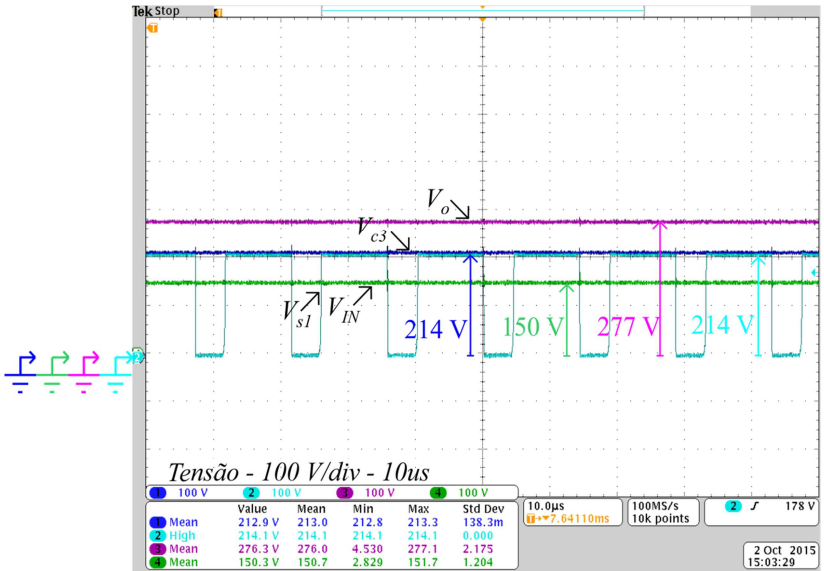 Tek Stop
T
T
Vo
Vc3
Vs1
VIN
214 V
150 V
277 V
214 V
2
Tensão - 100 V/div - 10us
1 100 V 2 100 V 3 100 V 4 100 V
Value Mean Min Max Std Dev
1 Mean 212.9 V 213.0 212.8 213.3 138.3m
2 High 214.1 V 214.1 214.1 214.1 0.000
3 Mean 276.3 V 276.0 4.530 277.1 2.175
4 Mean 150.3 V 150.7 2.829 151.7 1.204
10.0µs
T→▼7.64110ms
100MS/s
10k points
2 ∫ 178 V
2 Oct 2015
15:03:29